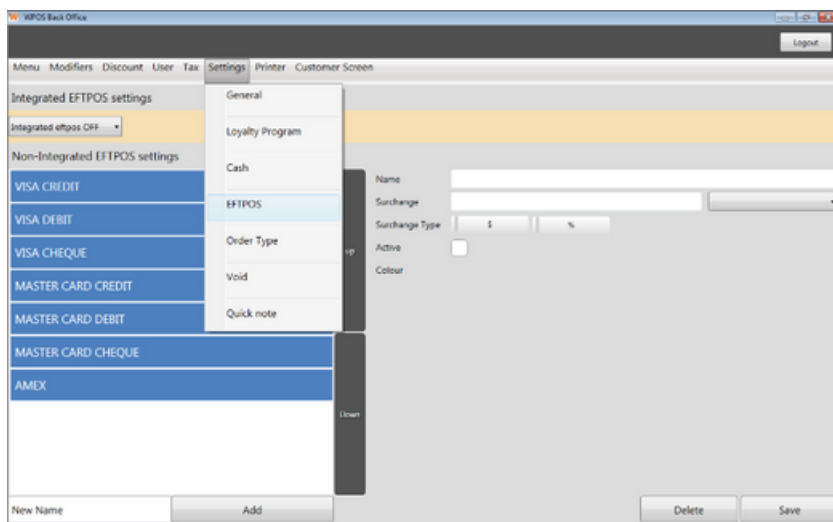 WPOS Back Office
Logout
Menu Modifiers Discount User Tax Settings Printer Customer Screen
Integrated EFTPOS settings
Integrated eftpos OFF
Non-Integrated EFTPOS settings
VISA CREDIT
VISA DEBIT
VISA CHEQUE
MASTER CARD CREDIT
MASTER CARD DEBIT
MASTER CARD CHEQUE
AMEX
General
Loyalty Program
Cash
EFTPOS
Order Type
Void
Quick note
up
Down
Name
Surchange
Surchange Type $ %
Active
Colour
New Name Add Delete Save